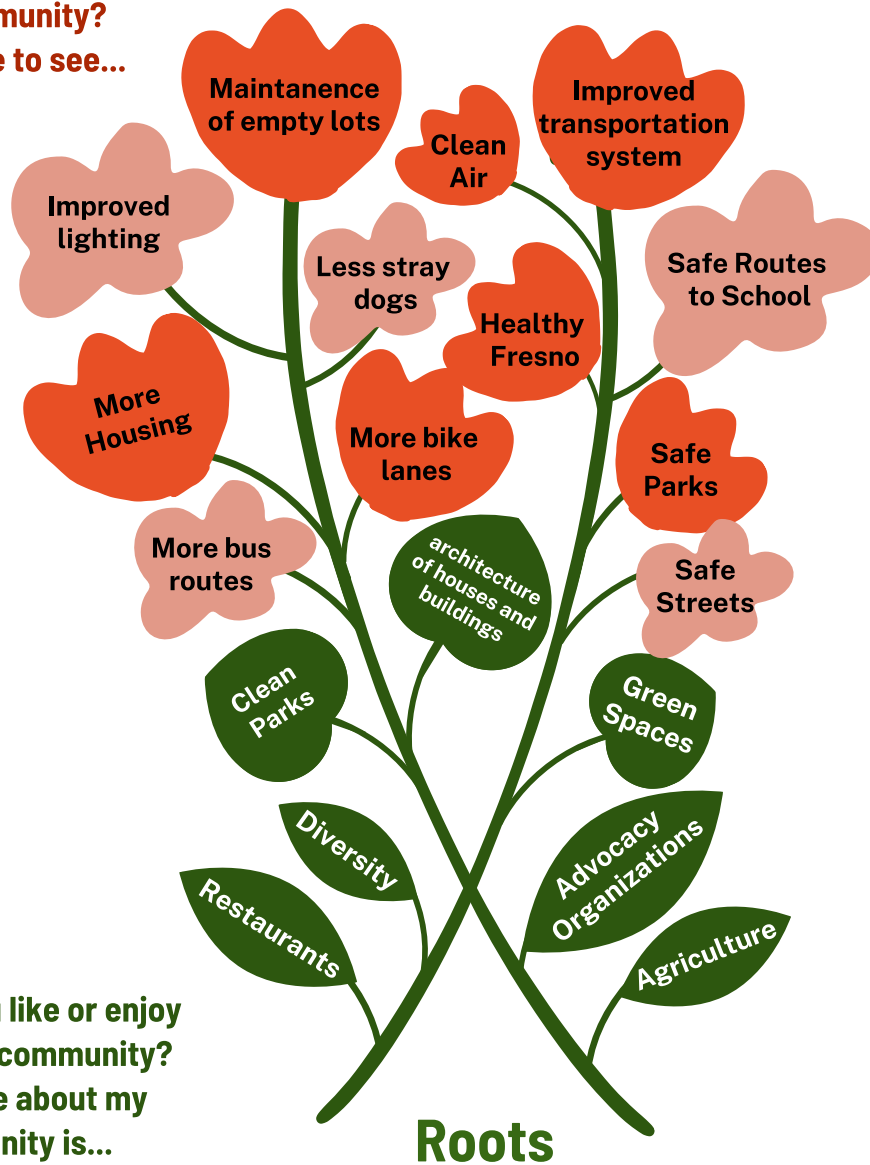 munity?
e to see...
Maintanence
of empty lots
Improved
transportation
system
Clean
Air
Improved
lighting
Less stray
dogs
Safe Routes
to School
Healthy
Fresno
More
Housing
More bike
lanes
Safe
Parks
More bus
routes
architecture
of houses and
buildings
Safe
Streets
Clean
Parks
Green
Spaces
Diversity
Advocacy
Organizations
Restaurants
Agriculture
like or enjoy
community?
e about my
nity is...
Roots